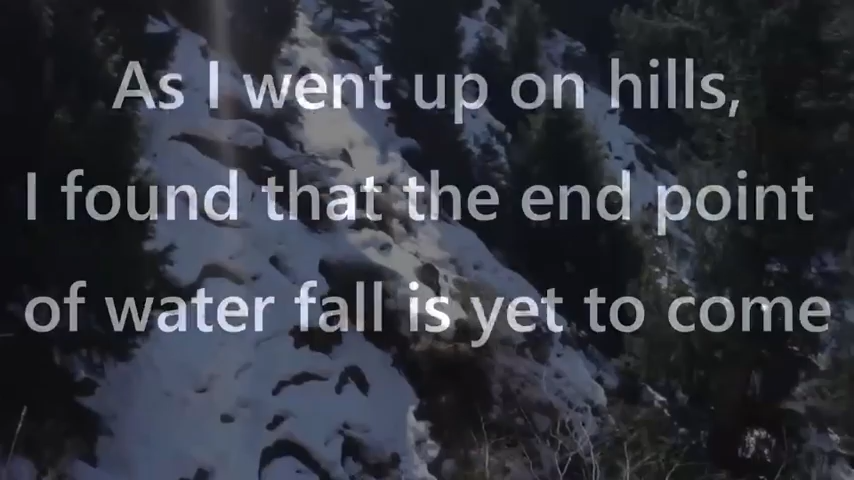 As I went up on hills,
I found that the end point
of water fall is yet to come